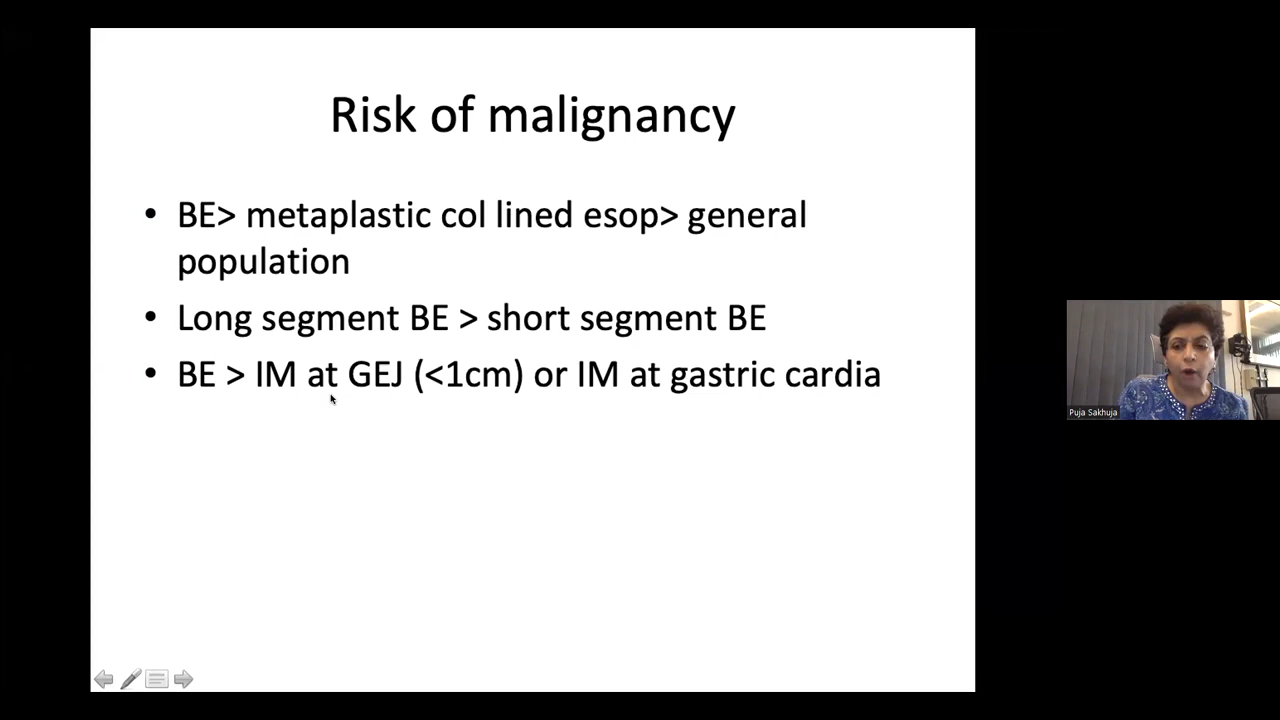 Risk of malignancy
• BE> metaplastic col lined esop> general
population
• Long segment BE > short segment BE
• BE > IM at GEJ (<1cm) or IM at gastric cardia
Puja Sakhuja